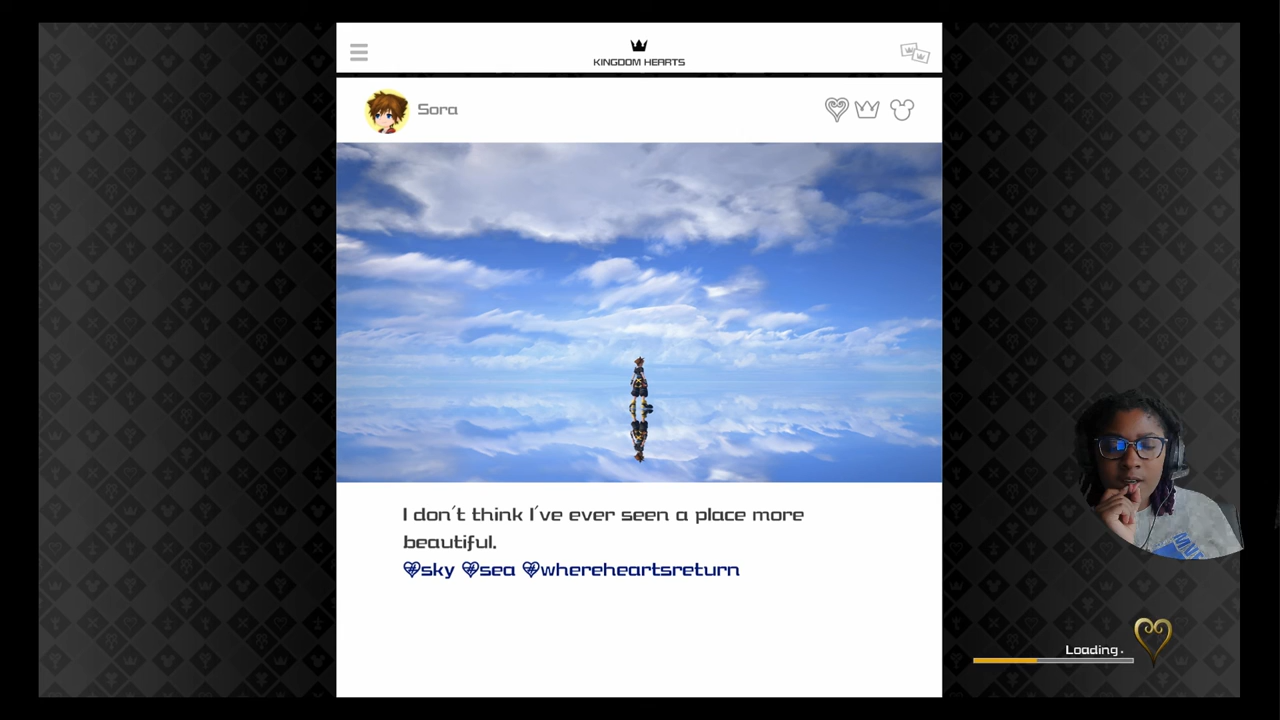 KINGDOM HEARTS
Sora
I don't think I've ever seen a place more
beautiful.
sky sea whereheartsreturn
Loading.